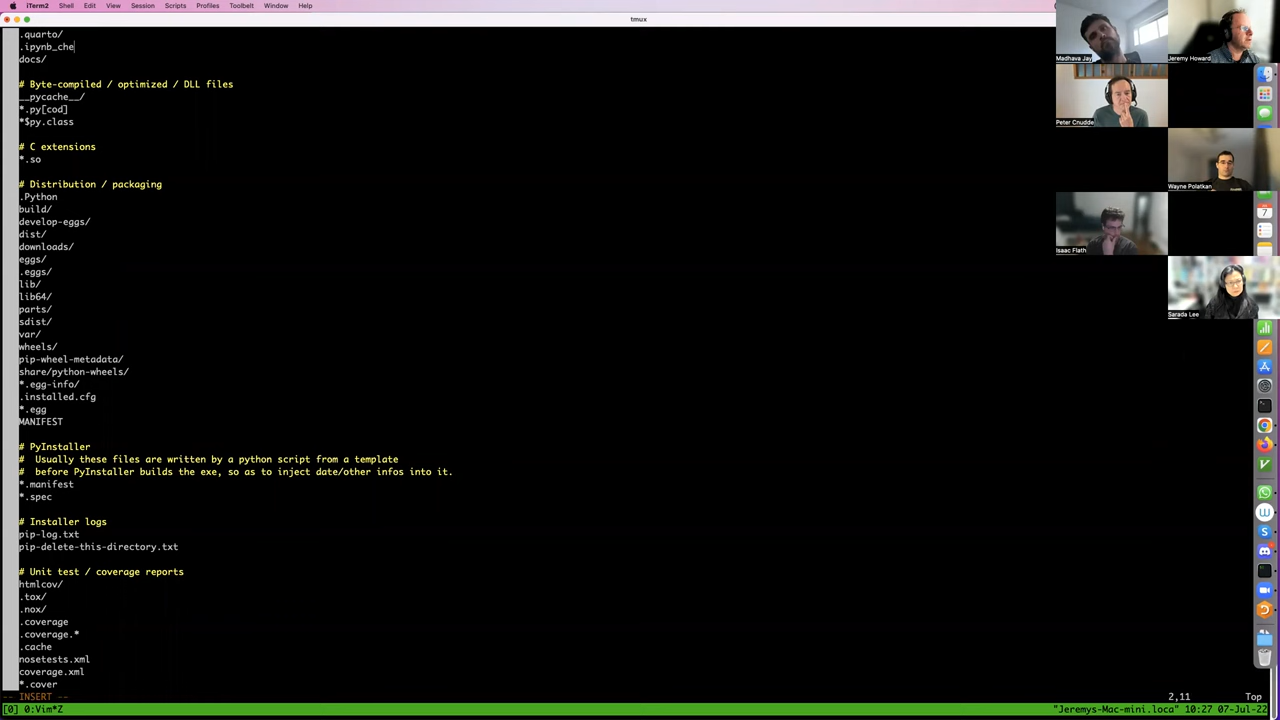 iTerm2 Shell Edit View Session Scripts Profiles Toolbelt Window Help
tmux
.quarto/
.ipynb_che
docs/
# Byte-compiled / optimized / DLL files
__pycache__/
*.py[cod]
*$py.class
# C extensions
*.so
# Distribution / packaging
.Python
build/
develop-eggs/
dist/
downloads/
eggs/
.eggs/
lib/
lib64/
parts/
sdist/
var/
wheels/
pip-wheel-metadata/
share/python-wheels/
*.egg-info/
.installed.cfg
*.egg
MANIFEST
# PyInstaller
#  Usually these files are written by a python script from a template
#  before PyInstaller builds the exe, so as to inject date/other infos into it.
*.manifest
*.spec
# Installer logs
pip-log.txt
pip-delete-this-directory.txt
# Unit test / coverage reports
htmlcov/
.tox/
.nox/
.coverage
.coverage.*
.cache
nosetests.xml
coverage.xml
*.cover
-- INSERT --
2,11
Top
[0] 0:Vim*Z
"Jeremys-Mac-mini.loca" 10:27 07-Jul-22
Madhava Jay
Jeremy Howard
Peter Cnudde
Wayne Polatkan
Isaac Flath
Sarada Lee
7